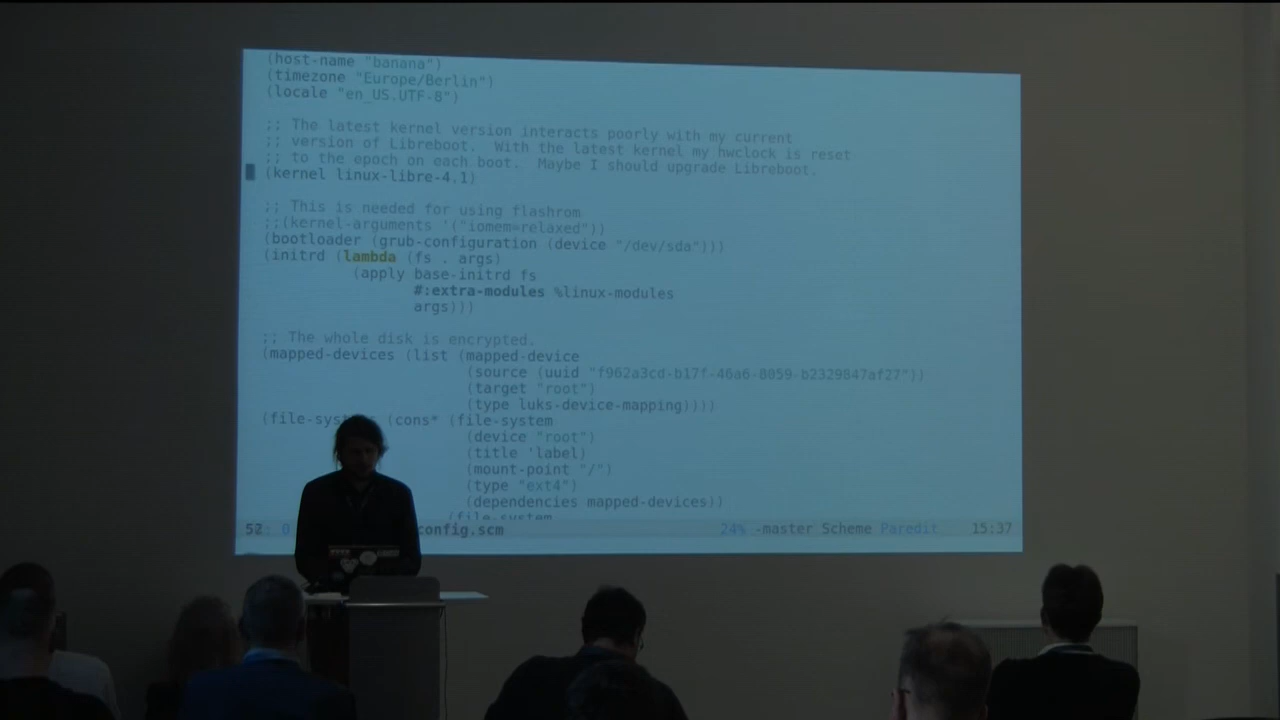 (host-name "banana")
(timezone "Europe/Berlin")
(locale "en_US.UTF-8")
;; The latest kernel version interacts poorly with my current
;; version of Libreboot.  With the latest kernel my hwclock is reset
;; to the epoch on each boot.  Maybe I should upgrade Libreboot.
(kernel linux-libre-4.1)
;; This is needed for using flashrom
;;(kernel-arguments '("iomem=relaxed"))
(bootloader (grub-configuration (device "/dev/sda")))
(initrd (lambda (fs . args)
(apply base-initrd fs
#:extra-modules %linux-modules
args)))
;; The whole disk is encrypted.
(mapped-devices (list (mapped-device
(source (uuid "f962a3cd-b17f-46a6-8059-b2329847af27"))
(target "root")
(type luks-device-mapping))))
(cons* (file-system
(device "root")
(title 'label)
(mount-point "/")
(type "ext4")
(dependencies mapped-devices))
(file-system
52: 0 config.scm 24% -master Scheme Paredit 15:37